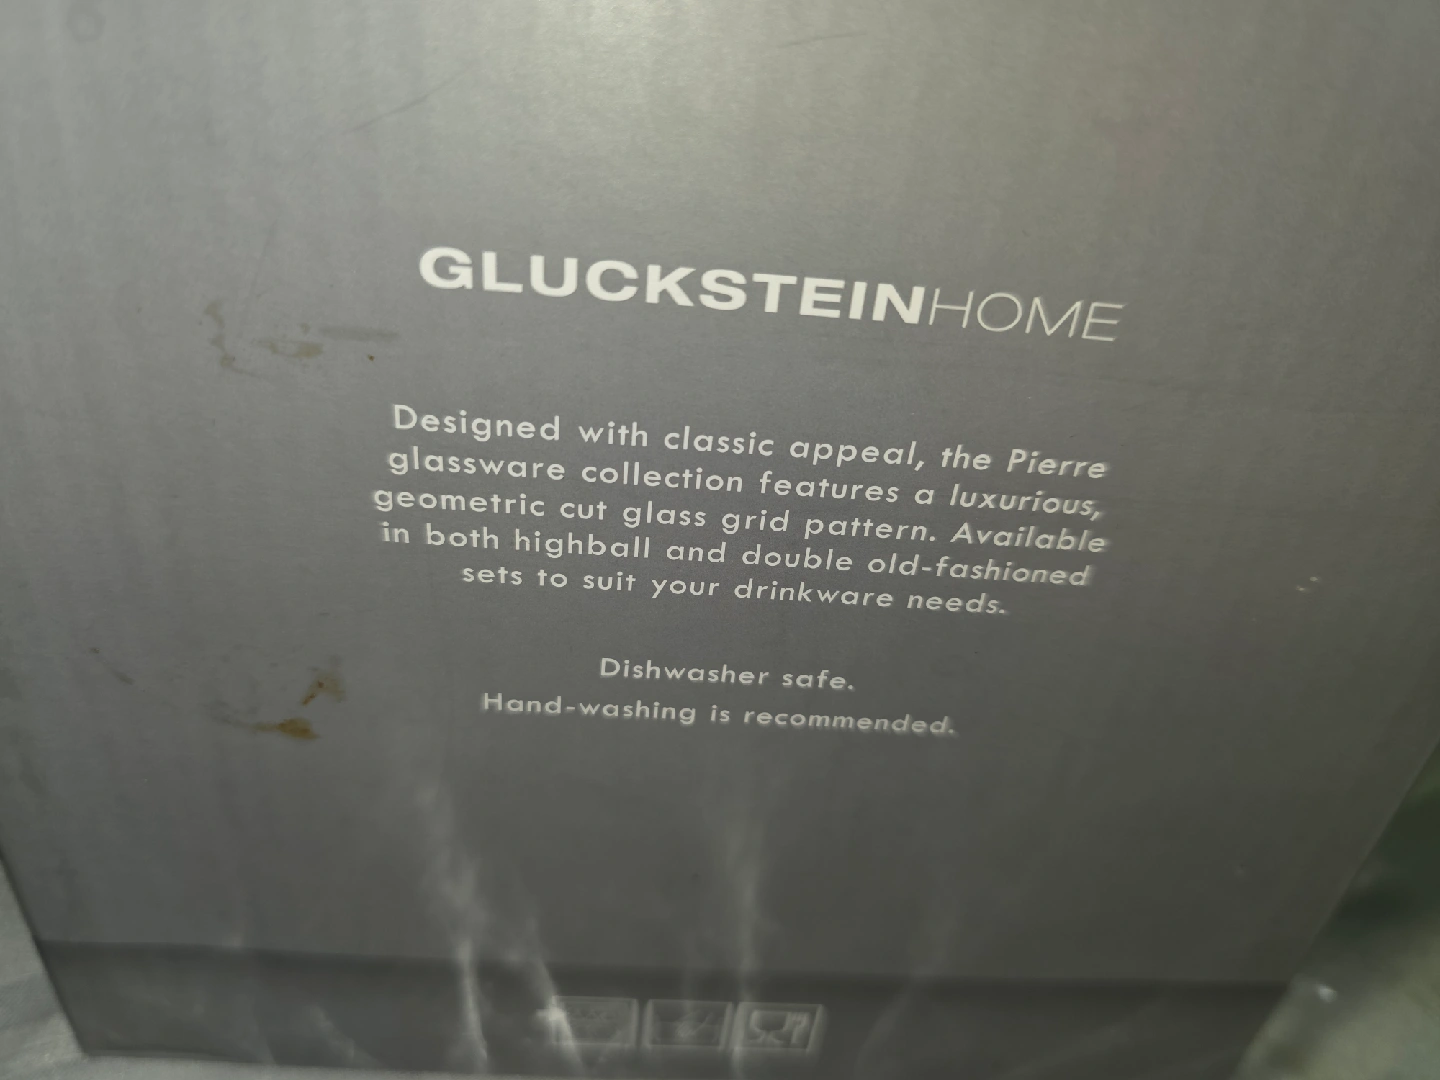 GLUCKSTEINHOME
Designed with classic appeal, the Pierre
glassware collection features a luxurious,
geometric cut glass grid pattern. Available
in both highball and double old-fashioned
sets to suit your drinkware needs.
Dishwasher safe.
Hand-washing is recommended.